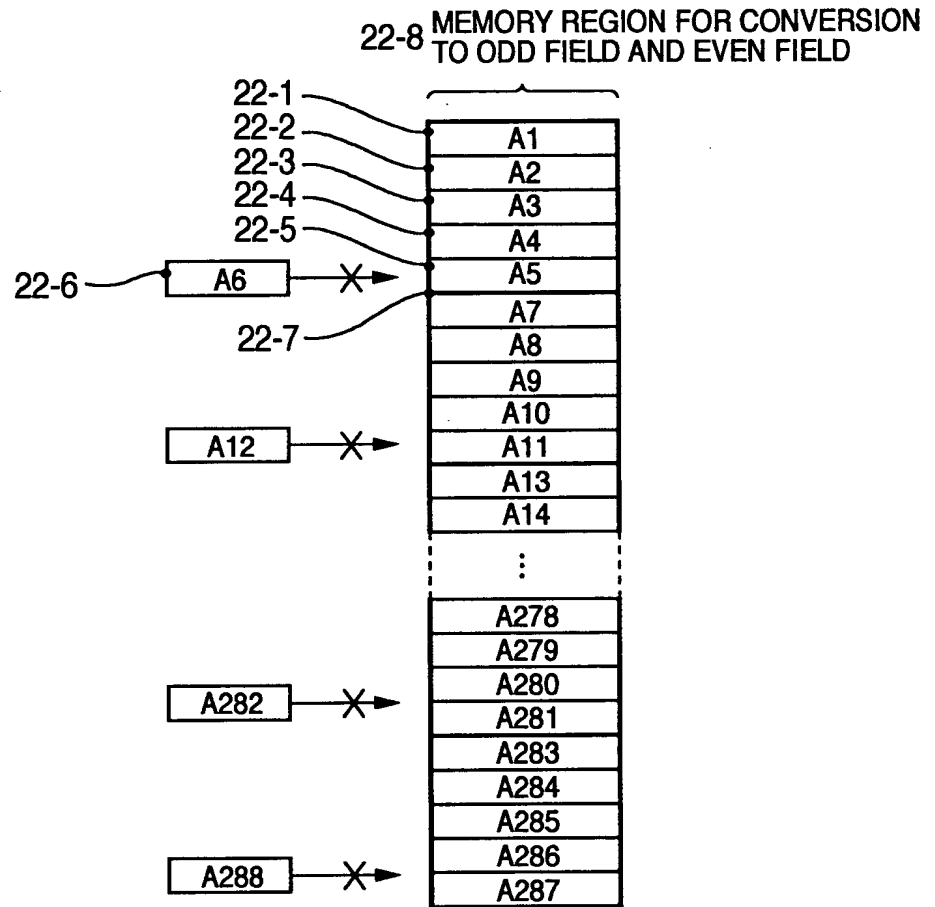 22-8 MEMORY REGION FOR CONVERSION
TO ODD FIELD AND EVEN FIELD
22-1
22-2
22-3
22-4
22-5
22-6
22-7
A1
A2
A3
A4
A6
A5
A7
A8
A9
A10
A12
A11
A13
A14
⋮
A278
A279
A280
A282
A281
A283
A284
A285
A286
A288
A287